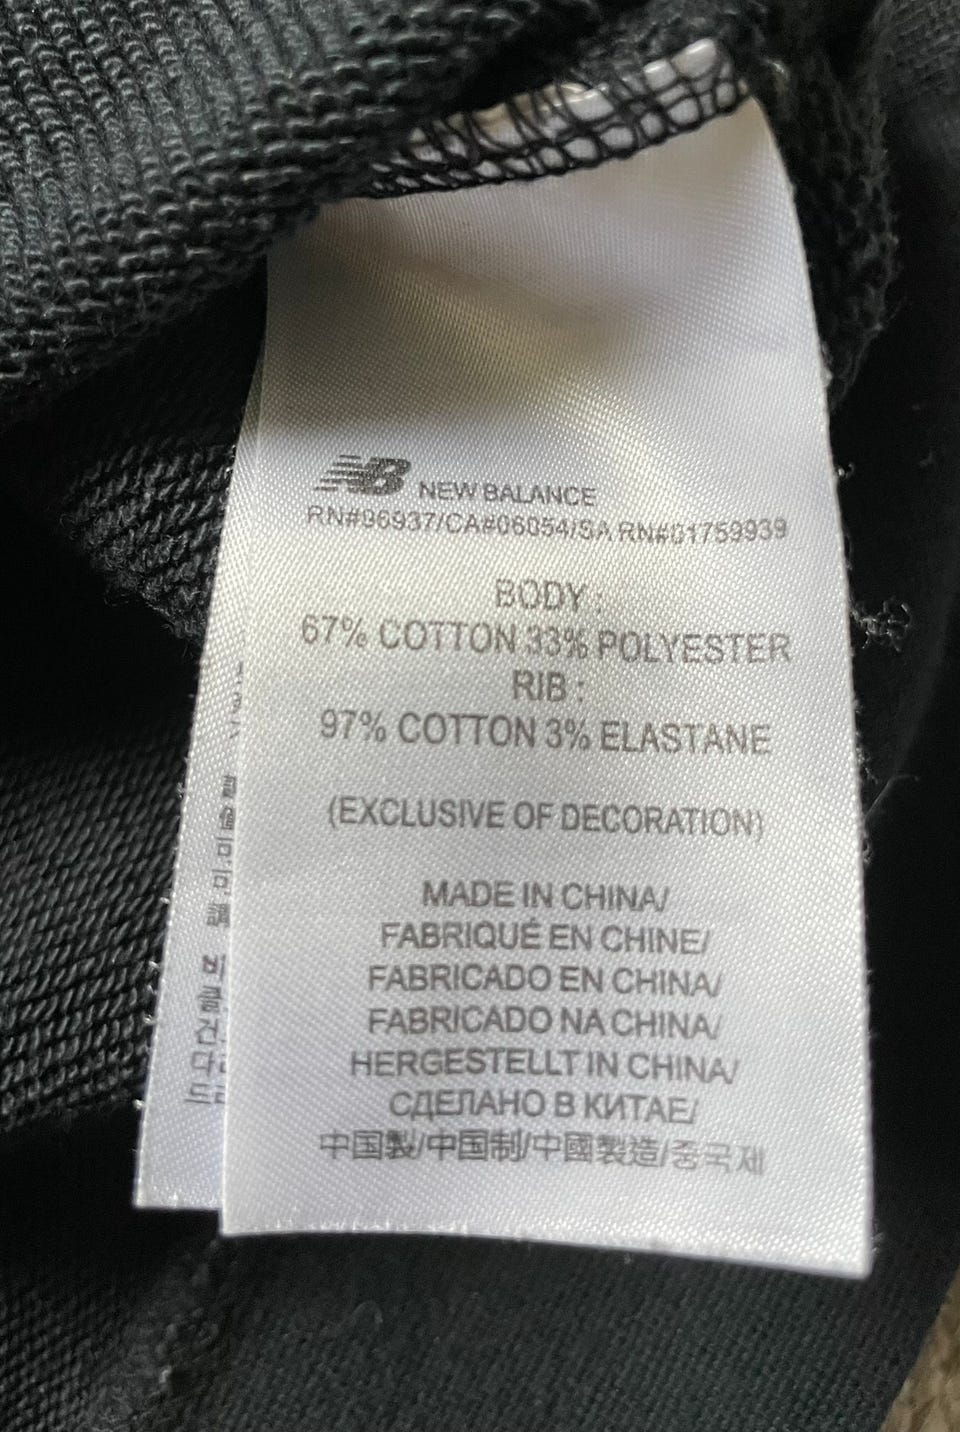 NB NEW BALANCE
RN#96937/CA#06054/SA RN#01759939
BODY :
67% COTTON 33% POLYESTER
RIB :
97% COTTON 3% ELASTANE
(EXCLUSIVE OF DECORATION)
MADE IN CHINA/
FABRIQUÉ EN CHINE/
FABRICADO EN CHINA/
FABRICADO NA CHINA/
HERGESTELLT IN CHINA/
СДЕЛАНО В КИТАЕ/
中国製/中国制/中國製造/중국제